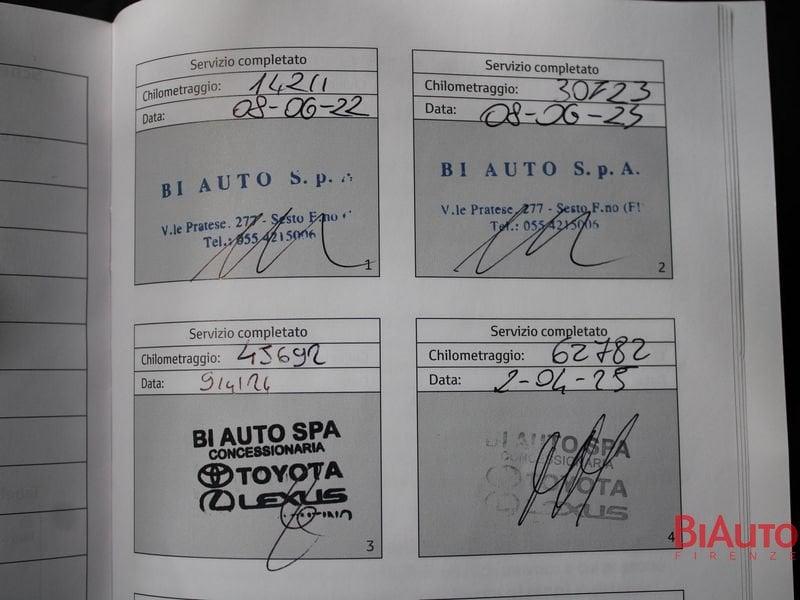 Servizio completato
Chilometraggio: 14211
Data: 08-06-22
BI AUTO S. p.
V.le Pratese. 277 - Sesto F.no
Tel.: 055 4215006
1
Servizio completato
Chilometraggio: 30723
Data: 08-06-23
BI AUTO S. p. A.
V.le Pratese, 277 - Sesto F.no (F!
Tel.: 055 4215006
2
Servizio completato
Chilometraggio: 45692
Data: 9/4/24
BI AUTO SPA
CONCESSIONARIA
TOYOTA
LEXUS
3
Servizio completato
Chilometraggio: 62782
Data: 2-04-25
BI AUTO SPA
CONCESSIONARIA
TOYOTA
LEXUS
4
BIAUTO
FIRENZE